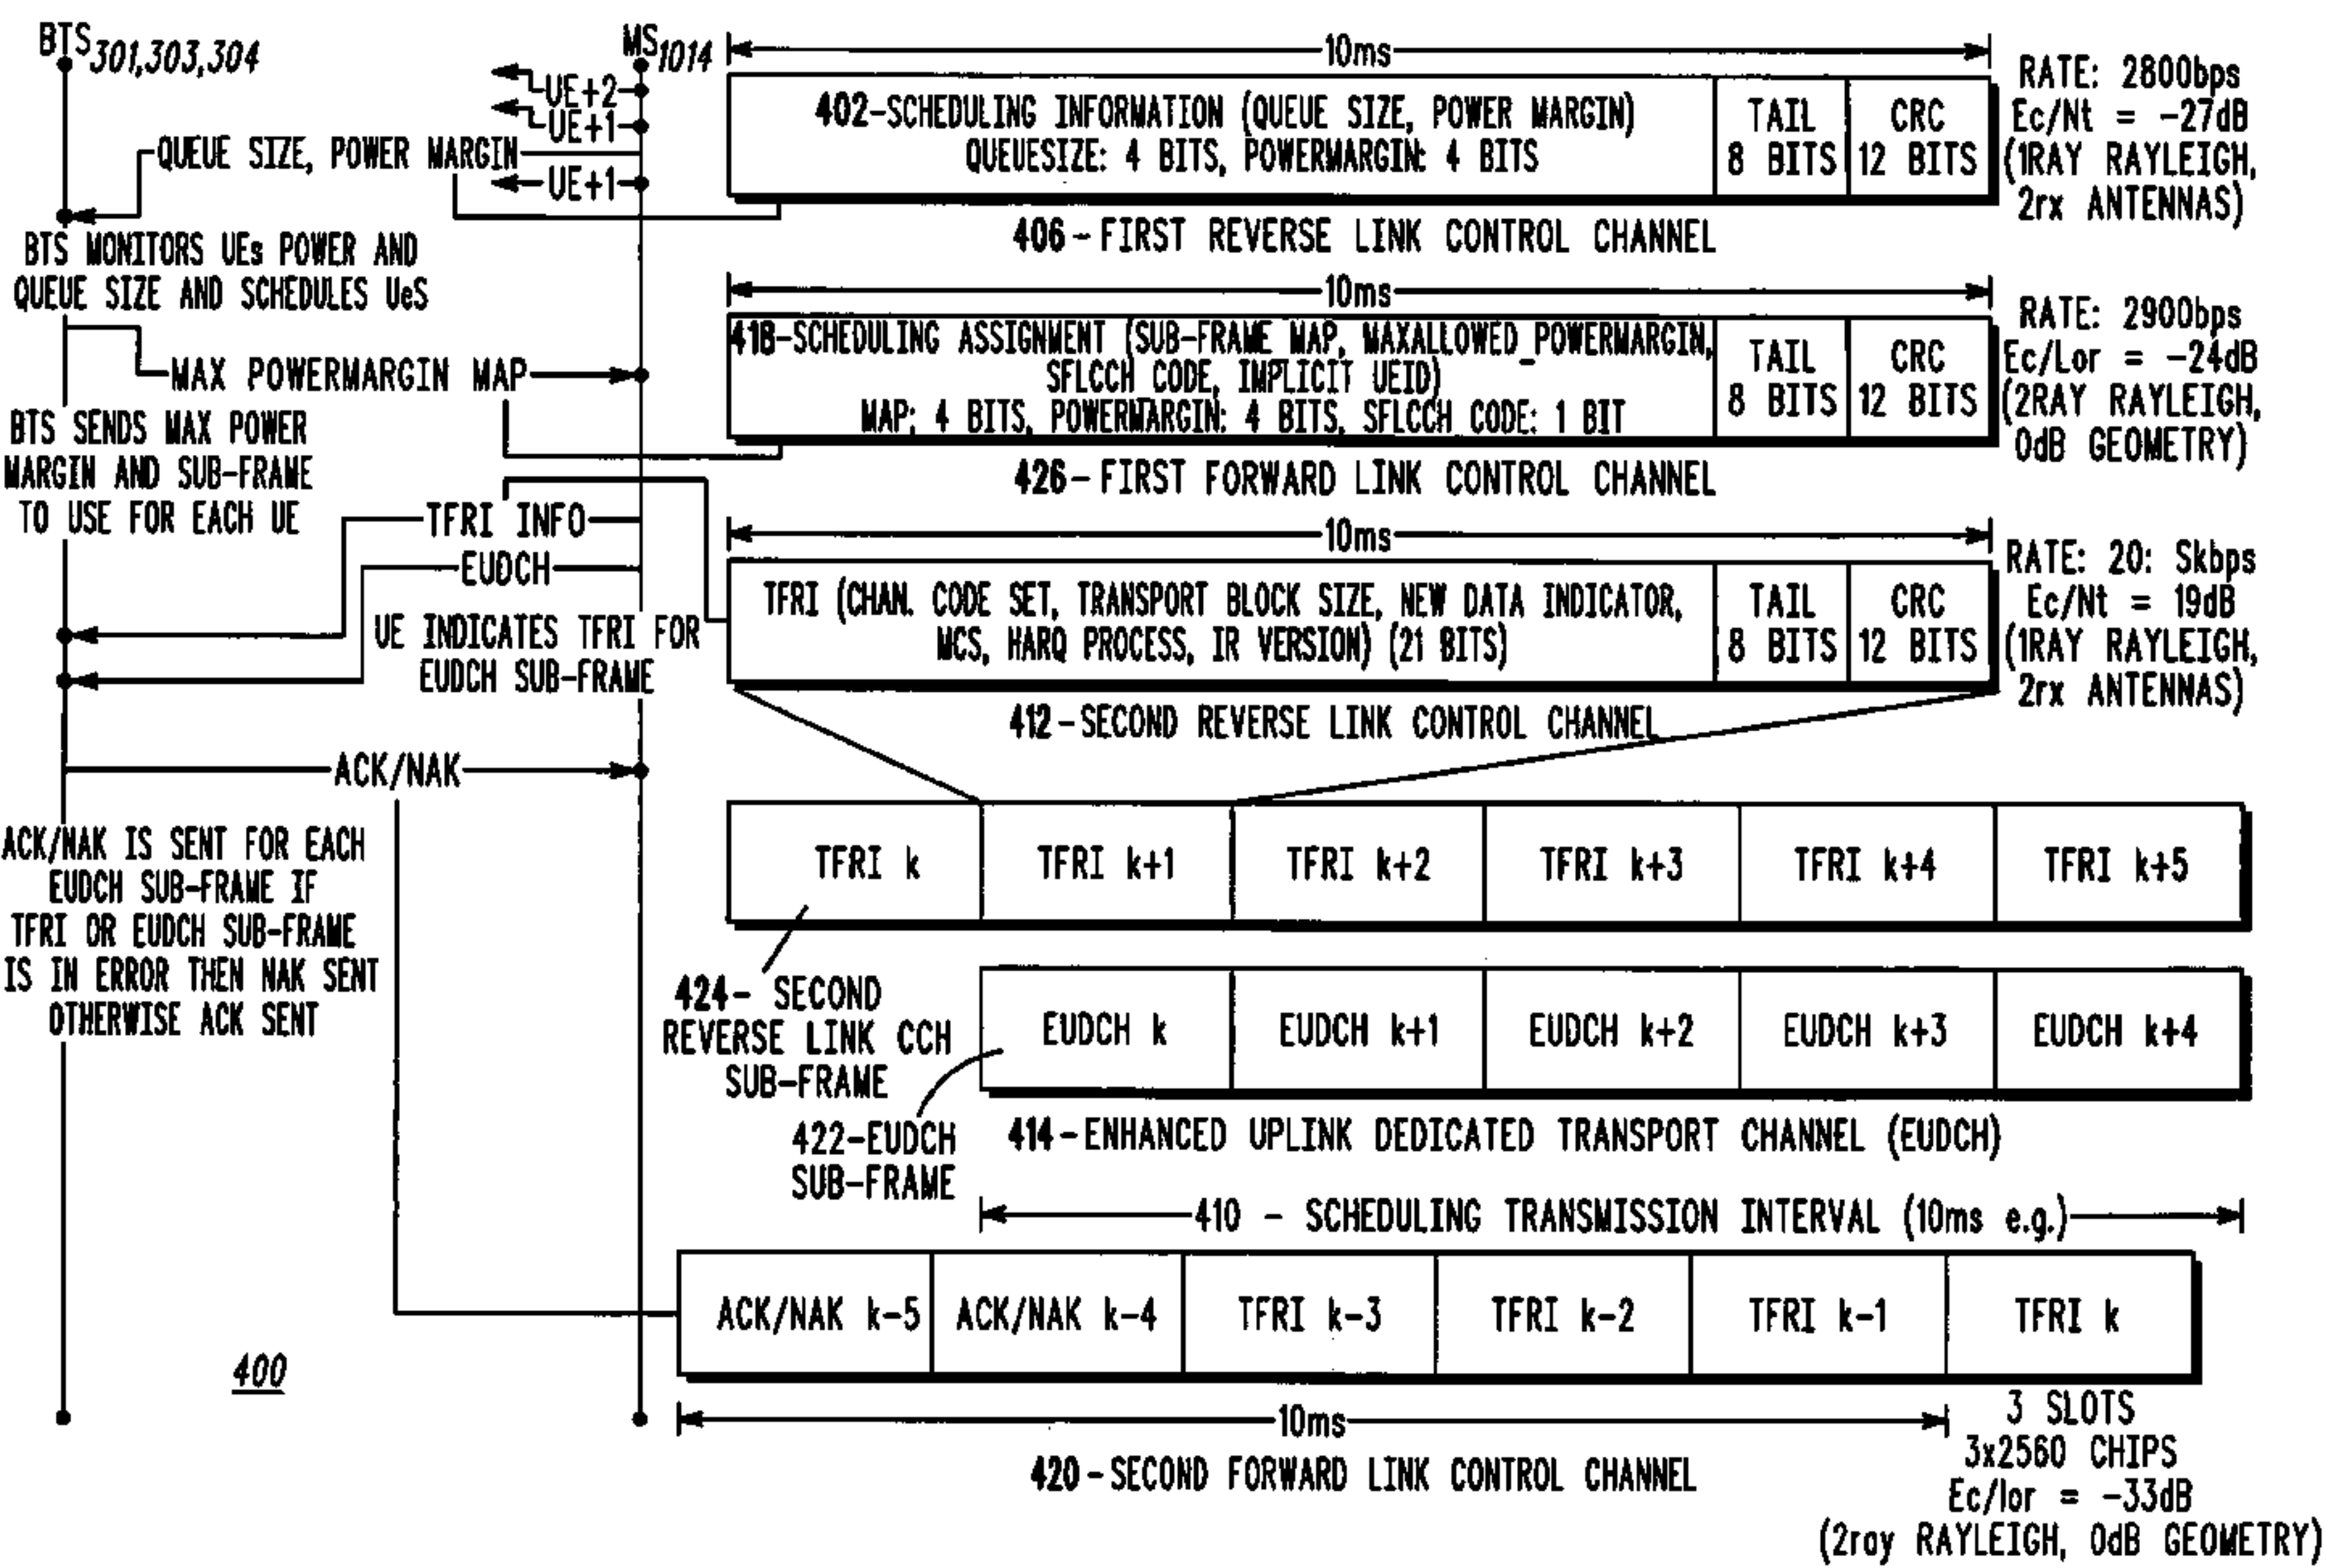 BTS 301,303,304
MS 1014
UE+2
UE+1
QUEUE SIZE, POWER MARGIN
UE+1
BTS MONITORS UEs POWER AND
QUEUE SIZE AND SCHEDULES UeS
MAX POWERMARGIN MAP
BTS SENDS MAX POWER
MARGIN AND SUB-FRAME
TO USE FOR EACH UE
TFRI INFO
EUDCH
UE INDICATES TFRI FOR
EUDCH SUB-FRAME
ACK/NAK
ACK/NAK IS SENT FOR EACH
EUDCH SUB-FRAME IF
TFRI OR EUDCH SUB-FRAME
IS IN ERROR THEN NAK SENT
OTHERWISE ACK SENT
400
10ms
402-SCHEDULING INFORMATION (QUEUE SIZE, POWER MARGIN)
QUEUESIZE: 4 BITS, POWERMARGIN: 4 BITS
TAIL
8 BITS
CRC
12 BITS
RATE: 2800bps
Ec/Nt = -27dB
(1RAY RAYLEIGH,
2rx ANTENNAS)
406-FIRST REVERSE LINK CONTROL CHANNEL
10ms
418-SCHEDULING ASSIGNMENT (SUB-FRAME MAP, MAXALLOWED_POWERMARGIN,
SFLCCH CODE, IMPLICIT UEID)
MAP: 4 BITS, POWERMARGIN: 4 BITS, SFLCCH CODE: 1 BIT
TAIL
8 BITS
CRC
12 BITS
RATE: 2900bps
Ec/Lor = -24dB
(2RAY RAYLEIGH,
0dB GEOMETRY)
426-FIRST FORWARD LINK CONTROL CHANNEL
10ms
TFRI (CHAN. CODE SET, TRANSPORT BLOCK SIZE, NEW DATA INDICATOR,
MCS, HARQ PROCESS, IR VERSION) (21 BITS)
TAIL
8 BITS
CRC
12 BITS
RATE: 20: Skbps
Ec/Nt = 19dB
(1RAY RAYLEIGH,
2rx ANTENNAS)
412-SECOND REVERSE LINK CONTROL CHANNEL
TFRI k
TFRI k+1
TFRI k+2
TFRI k+3
TFRI k+4
TFRI k+5
424- SECOND
REVERSE LINK CCH
SUB-FRAME
EUDCH k
EUDCH k+1
EUDCH k+2
EUDCH k+3
EUDCH k+4
422-EUDCH
SUB-FRAME
414-ENHANCED UPLINK DEDICATED TRANSPORT CHANNEL (EUDCH)
410 - SCHEDULING TRANSMISSION INTERVAL (10ms e.g.)
ACK/NAK k-5
ACK/NAK k-4
TFRI k-3
TFRI k-2
TFRI k-1
TFRI k
10ms
3 SLOTS
3x2560 CHIPS
Ec/lor = -33dB
(2ray RAYLEIGH, 0dB GEOMETRY)
420-SECOND FORWARD LINK CONTROL CHANNEL